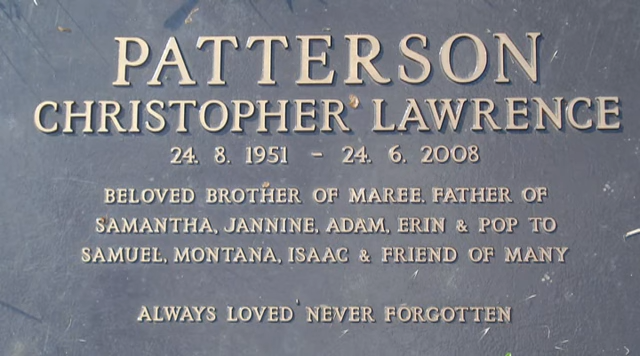 PATTERSON
CHRISTOPHER LAWRENCE
24. 8. 1951 - 24. 6. 2008
BELOVED BROTHER OF MAREE. FATHER OF
SAMANTHA, JANNINE, ADAM, ERIN & POP TO
SAMUEL, MONTANA, ISAAC & FRIEND OF MANY
ALWAYS LOVED NEVER FORGOTTEN